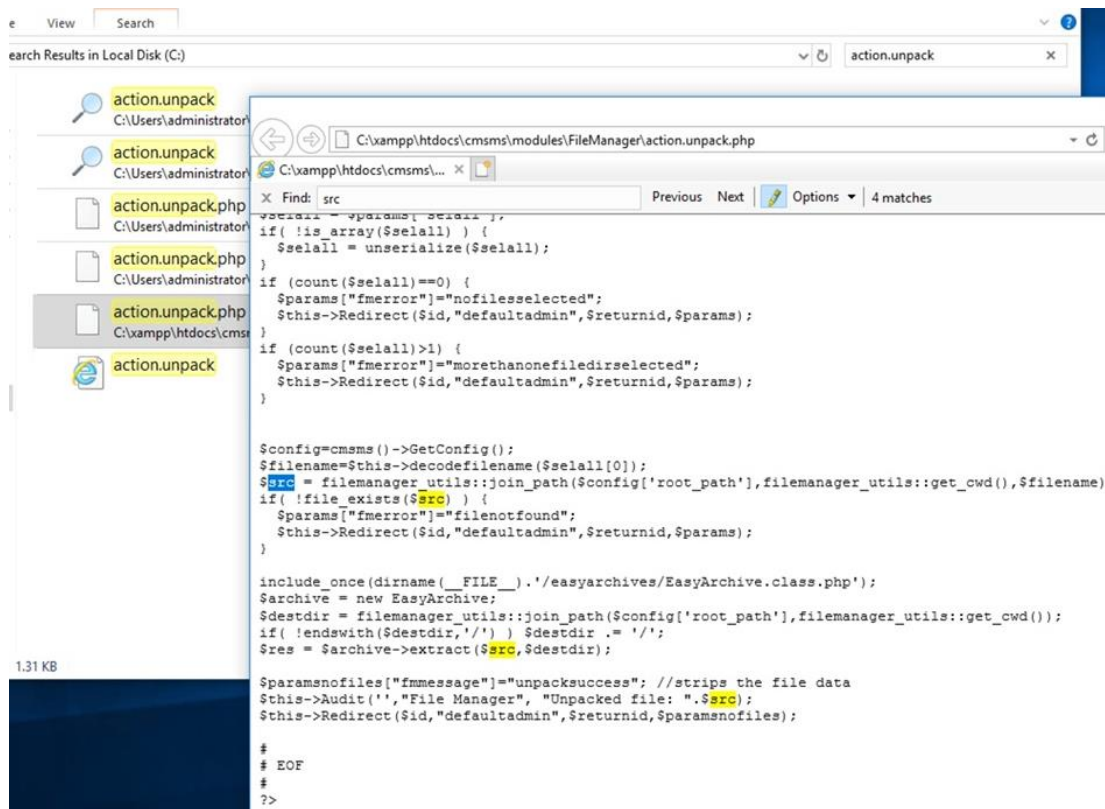 e View Search
earch Results in Local Disk (C:)
action.unpack
action.unpack
C:\Users\administrator\
action.unpack
C:\Users\administrator\
action.unpack.php
C:\Users\administrator\
action.unpack.php
C:\Users\administrator\
action.unpack.php
C:\xampp\htdocs\cmsr
action.unpack
1.31 KB
C:\xampp\htdocs\cmsms\modules\FileManager\action.unpack.php
C:\xampp\htdocs\cmsms\...
Find: src Previous Next Options 4 matches
$selall = $params['selall'];
if( !is_array($selall) ) {
$selall = unserialize($selall);
}
if (count($selall)==0) {
$params["fmerror"]="nofilesselected";
$this->Redirect($id,"defaultadmin",$returnid,$params);
}
if (count($selall)>1) {
$params["fmerror"]="morethanonefiledirselected";
$this->Redirect($id,"defaultadmin",$returnid,$params);
}
$config=cmsms()->GetConfig();
$filename=$this->decodefilename($selall[0]);
$src = filemanager_utils::join_path($config['root_path'],filemanager_utils::get_cwd(),$filename)
if( !file_exists($src) ) {
$params["fmerror"]="filenotfound";
$this->Redirect($id,"defaultadmin",$returnid,$params);
}
include_once(dirname(__FILE__).'/easyarchives/EasyArchive.class.php');
$archive = new EasyArchive;
$destdir = filemanager_utils::join_path($config['root_path'],filemanager_utils::get_cwd());
if( !endswith($destdir,'/') ) $destdir .= '/';
$res = $archive->extract($src,$destdir);
$paramsnofiles["fmmessage"]="unpacksuccess"; //strips the file data
$this->Audit('',"File Manager", "Unpacked file: ".$src);
$this->Redirect($id,"defaultadmin",$returnid,$paramsnofiles);
#
# EOF
#
?>